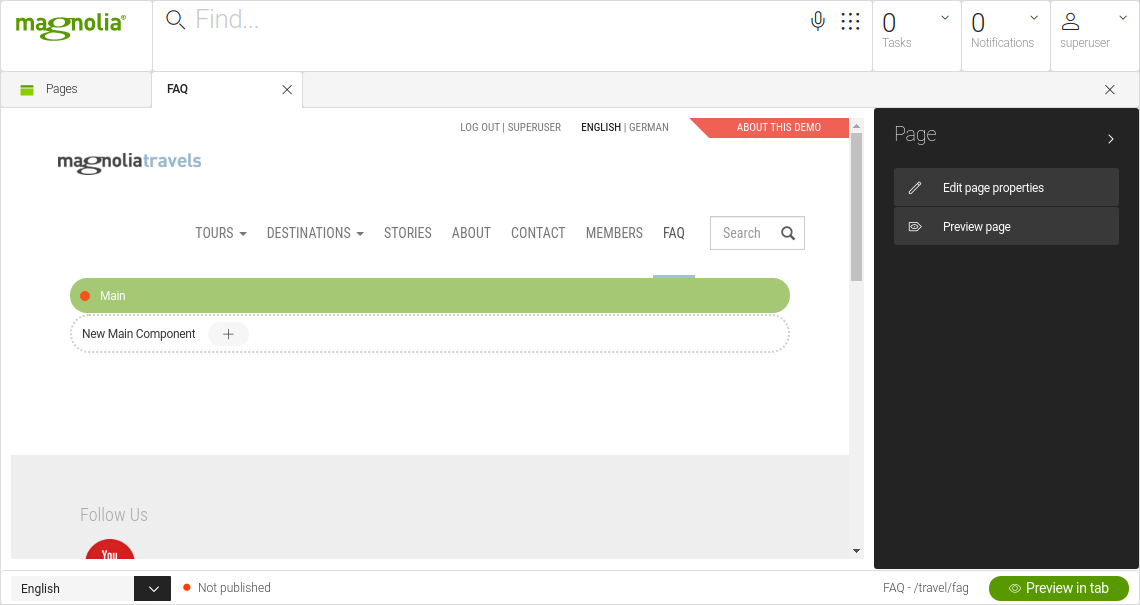 magnolia®
Find...
0
Tasks
0
Notifications
superuser
Pages
FAQ
LOG OUT | SUPERUSER
ENGLISH | GERMAN
ABOUT THIS DEMO
magnoliatravels
TOURS
DESTINATIONS
STORIES
ABOUT
CONTACT
MEMBERS
FAQ
Search
Main
New Main Component
Follow Us
You
Page
Edit page properties
Preview page
English
Not published
FAQ - /travel/fag
Preview in tab